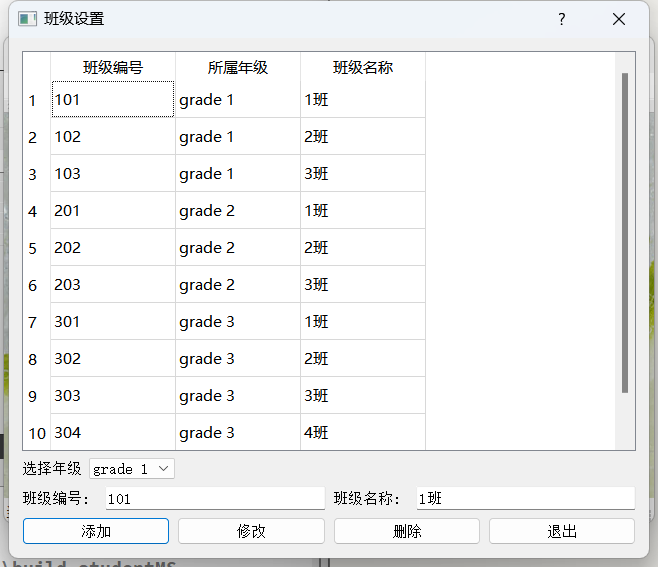 班级设置 ?
班级编号 所属年级 班级名称
1 101 grade 1 1班
2 102 grade 1 2班
3 103 grade 1 3班
4 201 grade 2 1班
5 202 grade 2 2班
6 203 grade 2 3班
7 301 grade 3 1班
8 302 grade 3 2班
9 303 grade 3 3班
10 304 grade 3 4班
选择年级 grade 1
班级编号: 101 班级名称: 1班
添加 修改 删除 退出